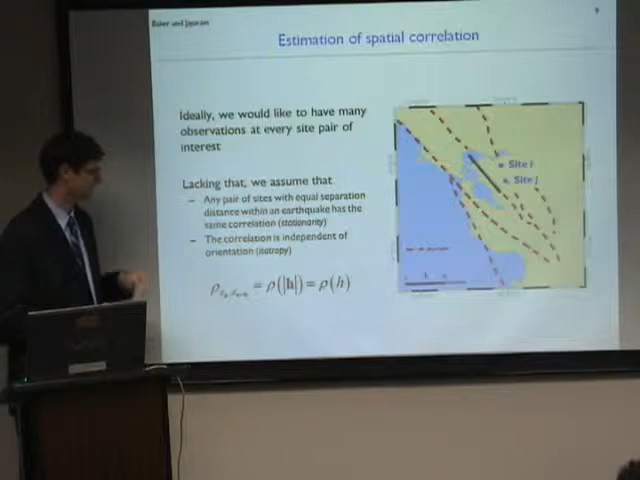 Baker and Jayaram
9
Estimation of spatial correlation
Ideally, we would like to have many
observations at every site pair of
interest
Lacking that, we assume that
– Any pair of sites with equal separation
distance within an earthquake has the
same correlation (stationarity)
– The correlation is independent of
orientation (isotropy)
= ρ(|h|) = ρ(h)
Site i
Site j